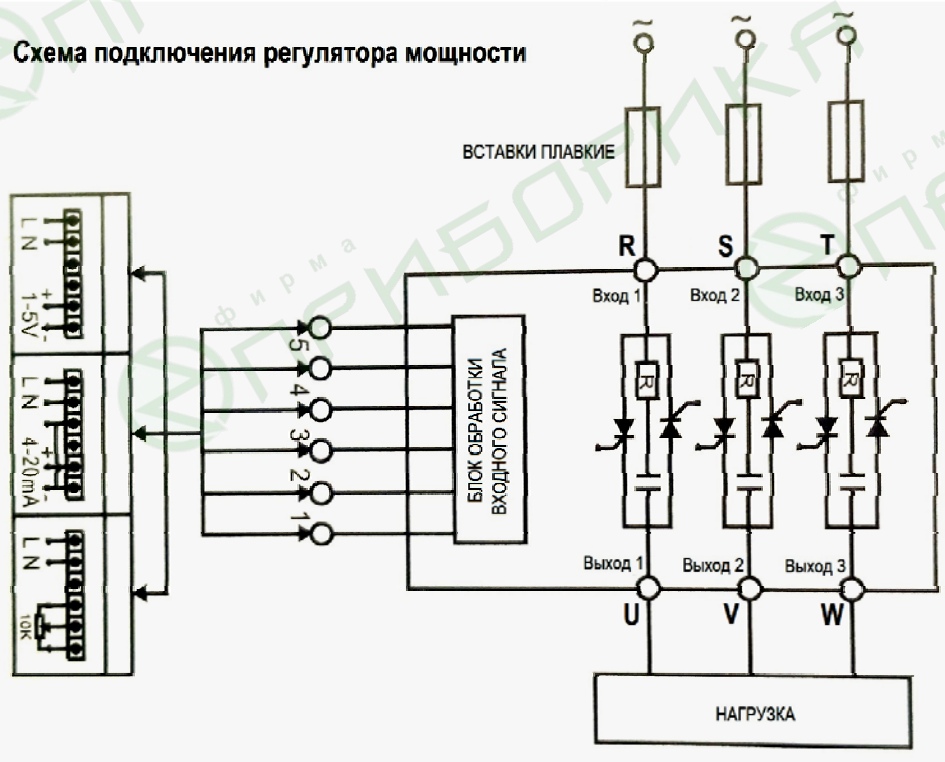 Схема подключения регулятора мощности
~ ~ ~
ВСТАВКИ ПЛАВКИЕ
R S T
Вход 1 Вход 2 Вход 3
R R R
L N
+ 1-5V -
L N
+ 4-20mA -
L N
10K
5
4
3
2
1
БЛОК ОБРАБОТКИ
ВХОДНОГО СИГНАЛА
Выход 1 Выход 2 Выход 3
U V W
НАГРУЗКА
фирма
ПРИБОРИКА
фирма